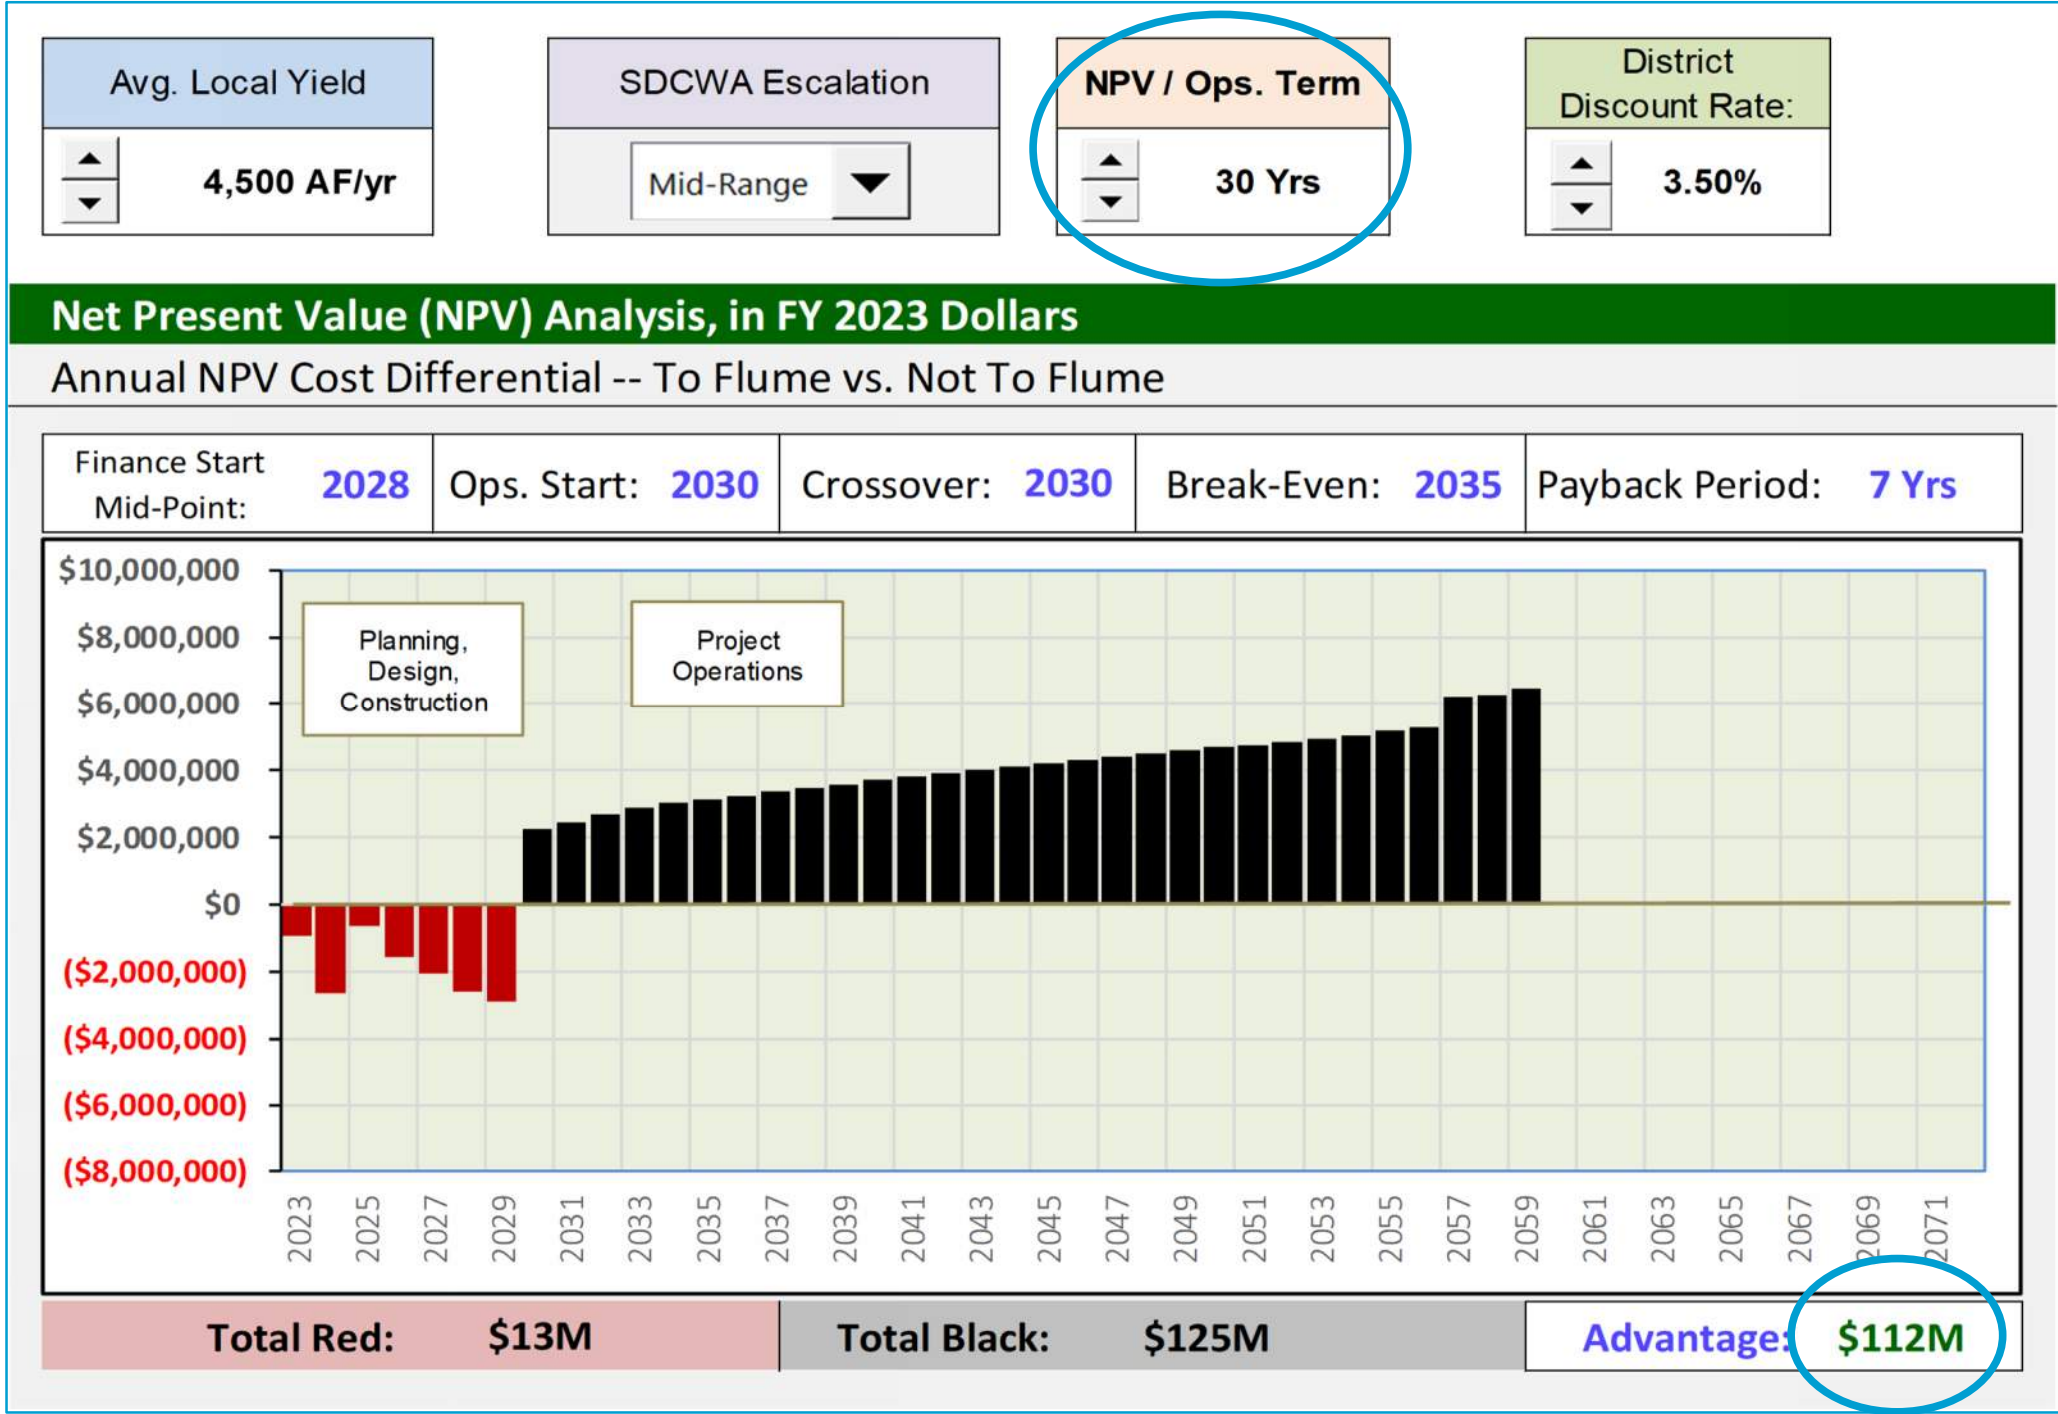 Avg. Local Yield
4,500 AF/yr
SDCWA Escalation
Mid-Range
NPV / Ops. Term
30 Yrs
District
Discount Rate:
3.50%
Net Present Value (NPV) Analysis, in FY 2023 Dollars
Annual NPV Cost Differential -- To Flume vs. Not To Flume
Finance Start
Mid-Point:
2028
Ops. Start: 2030
Crossover: 2030
Break-Even: 2035
Payback Period: 7 Yrs
$10,000,000
$8,000,000
$6,000,000
$4,000,000
$2,000,000
$0
($2,000,000)
($4,000,000)
($6,000,000)
($8,000,000)
Planning,
Design,
Construction
Project
Operations
2023
2025
2027
2029
2031
2033
2035
2037
2039
2041
2043
2045
2047
2049
2051
2053
2055
2057
2059
2061
2063
2065
2067
2069
2071
Total Red: $13M
Total Black: $125M
Advantage: $112M